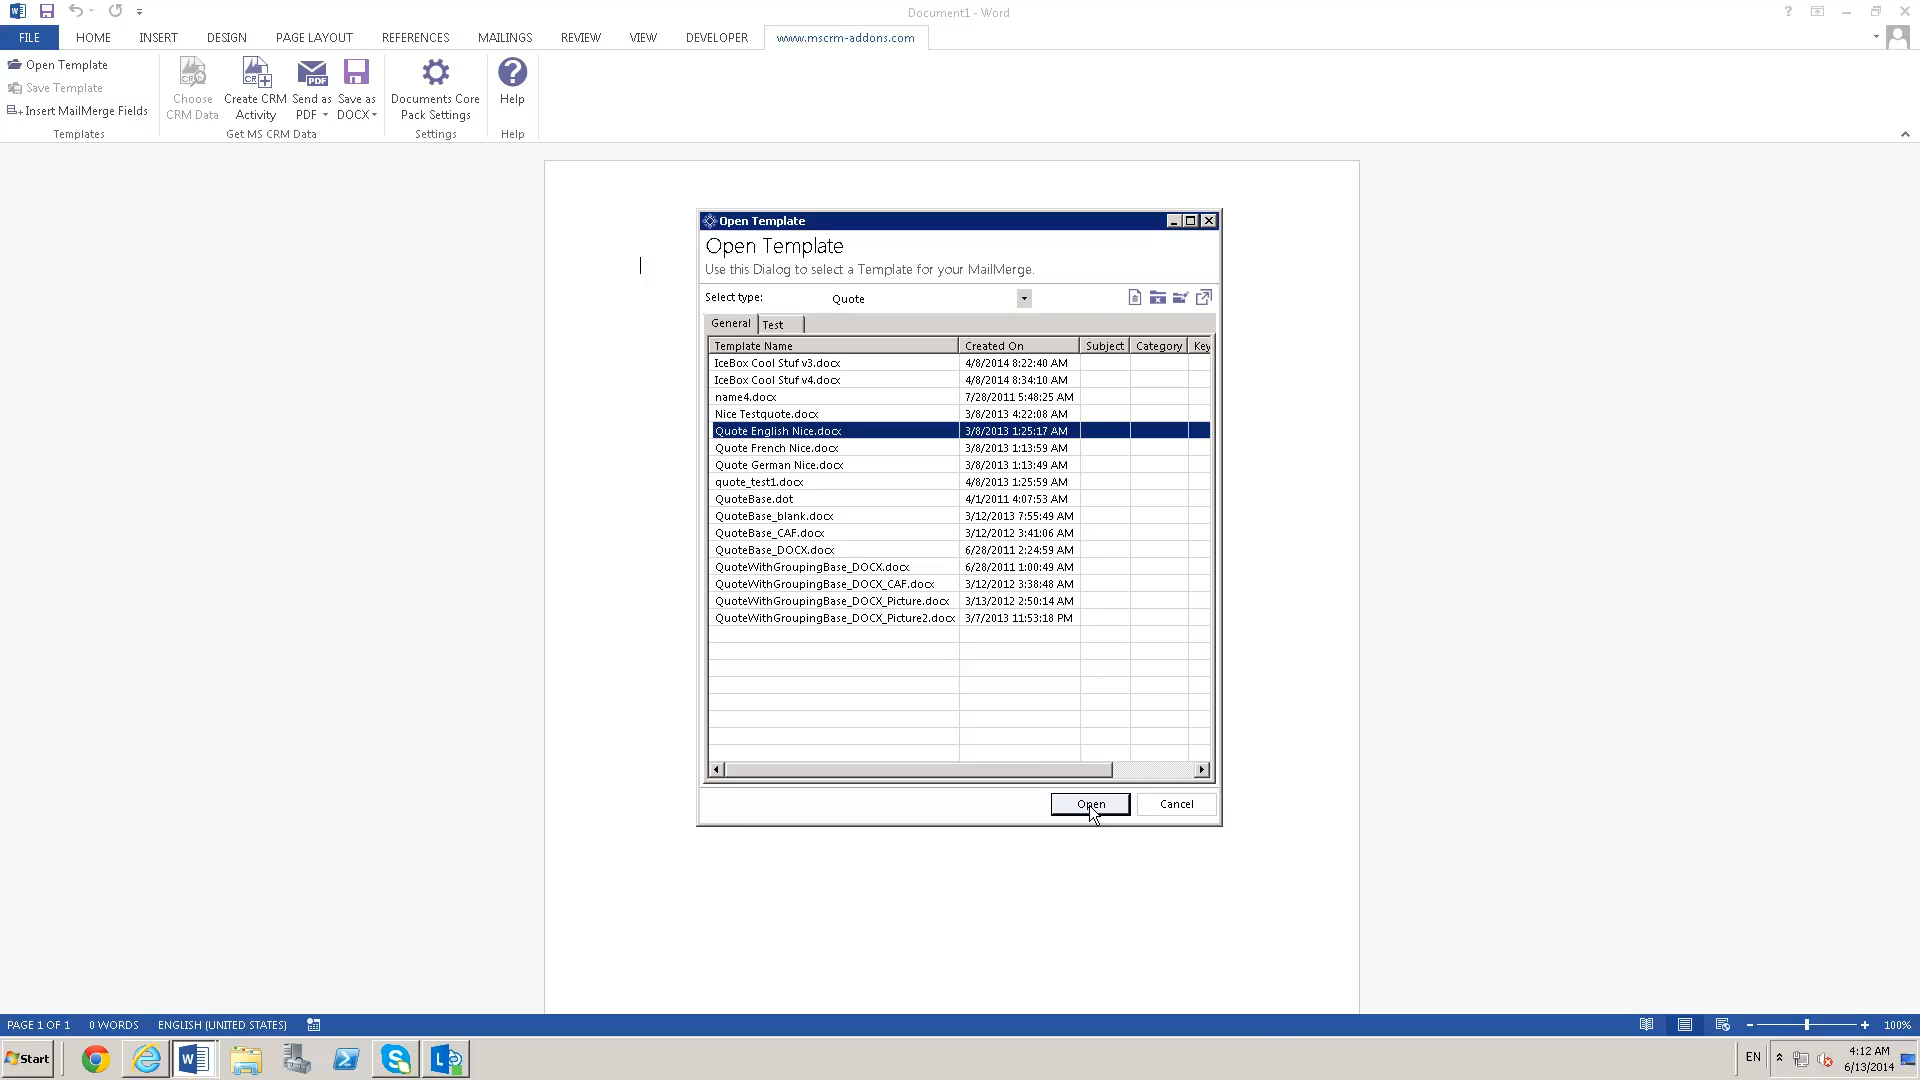 Document1 - Word
FILE HOME INSERT DESIGN PAGE LAYOUT REFERENCES MAILINGS REVIEW VIEW DEVELOPER www.mscrm-addons.com
Open Template
Save Template
Insert MailMerge Fields
Templates
Choose CRM Data
Create CRM Activity
Send as PDF
Save as DOCX
Get MS CRM Data
Documents Core Pack Settings
Settings
Help
Help
Open Template
Open Template
Use this Dialog to select a Template for your MailMerge.
Select type: Quote
General Test
Template Name Created On Subject Category Key
IceBox Cool Stuf v3.docx 4/8/2014 8:22:40 AM
IceBox Cool Stuf v4.docx 4/8/2014 8:34:10 AM
name4.docx 7/28/2011 5:48:25 AM
Nice Testquote.docx 3/8/2013 4:22:08 AM
Quote English Nice.docx 3/8/2013 1:25:17 AM
Quote French Nice.docx 3/8/2013 1:13:59 AM
Quote German Nice.docx 3/8/2013 1:13:49 AM
quote_test1.docx 4/8/2013 1:25:59 AM
QuoteBase.dot 4/1/2011 4:07:53 AM
QuoteBase_blank.docx 3/12/2013 7:55:49 AM
QuoteBase_CAF.docx 3/12/2012 3:41:06 AM
QuoteBase_DOCX.docx 6/28/2011 2:24:59 AM
QuoteWithGroupingBase_DOCX.docx 6/28/2011 1:00:49 AM
QuoteWithGroupingBase_DOCX_CAF.docx 3/12/2012 3:38:48 AM
QuoteWithGroupingBase_DOCX_Picture.docx 3/13/2012 2:50:14 AM
QuoteWithGroupingBase_DOCX_Picture2.docx 3/7/2013 11:53:18 PM
Open Cancel
PAGE 1 OF 1 0 WORDS ENGLISH (UNITED STATES) 100%
Start EN 4:12 AM
6/13/2014